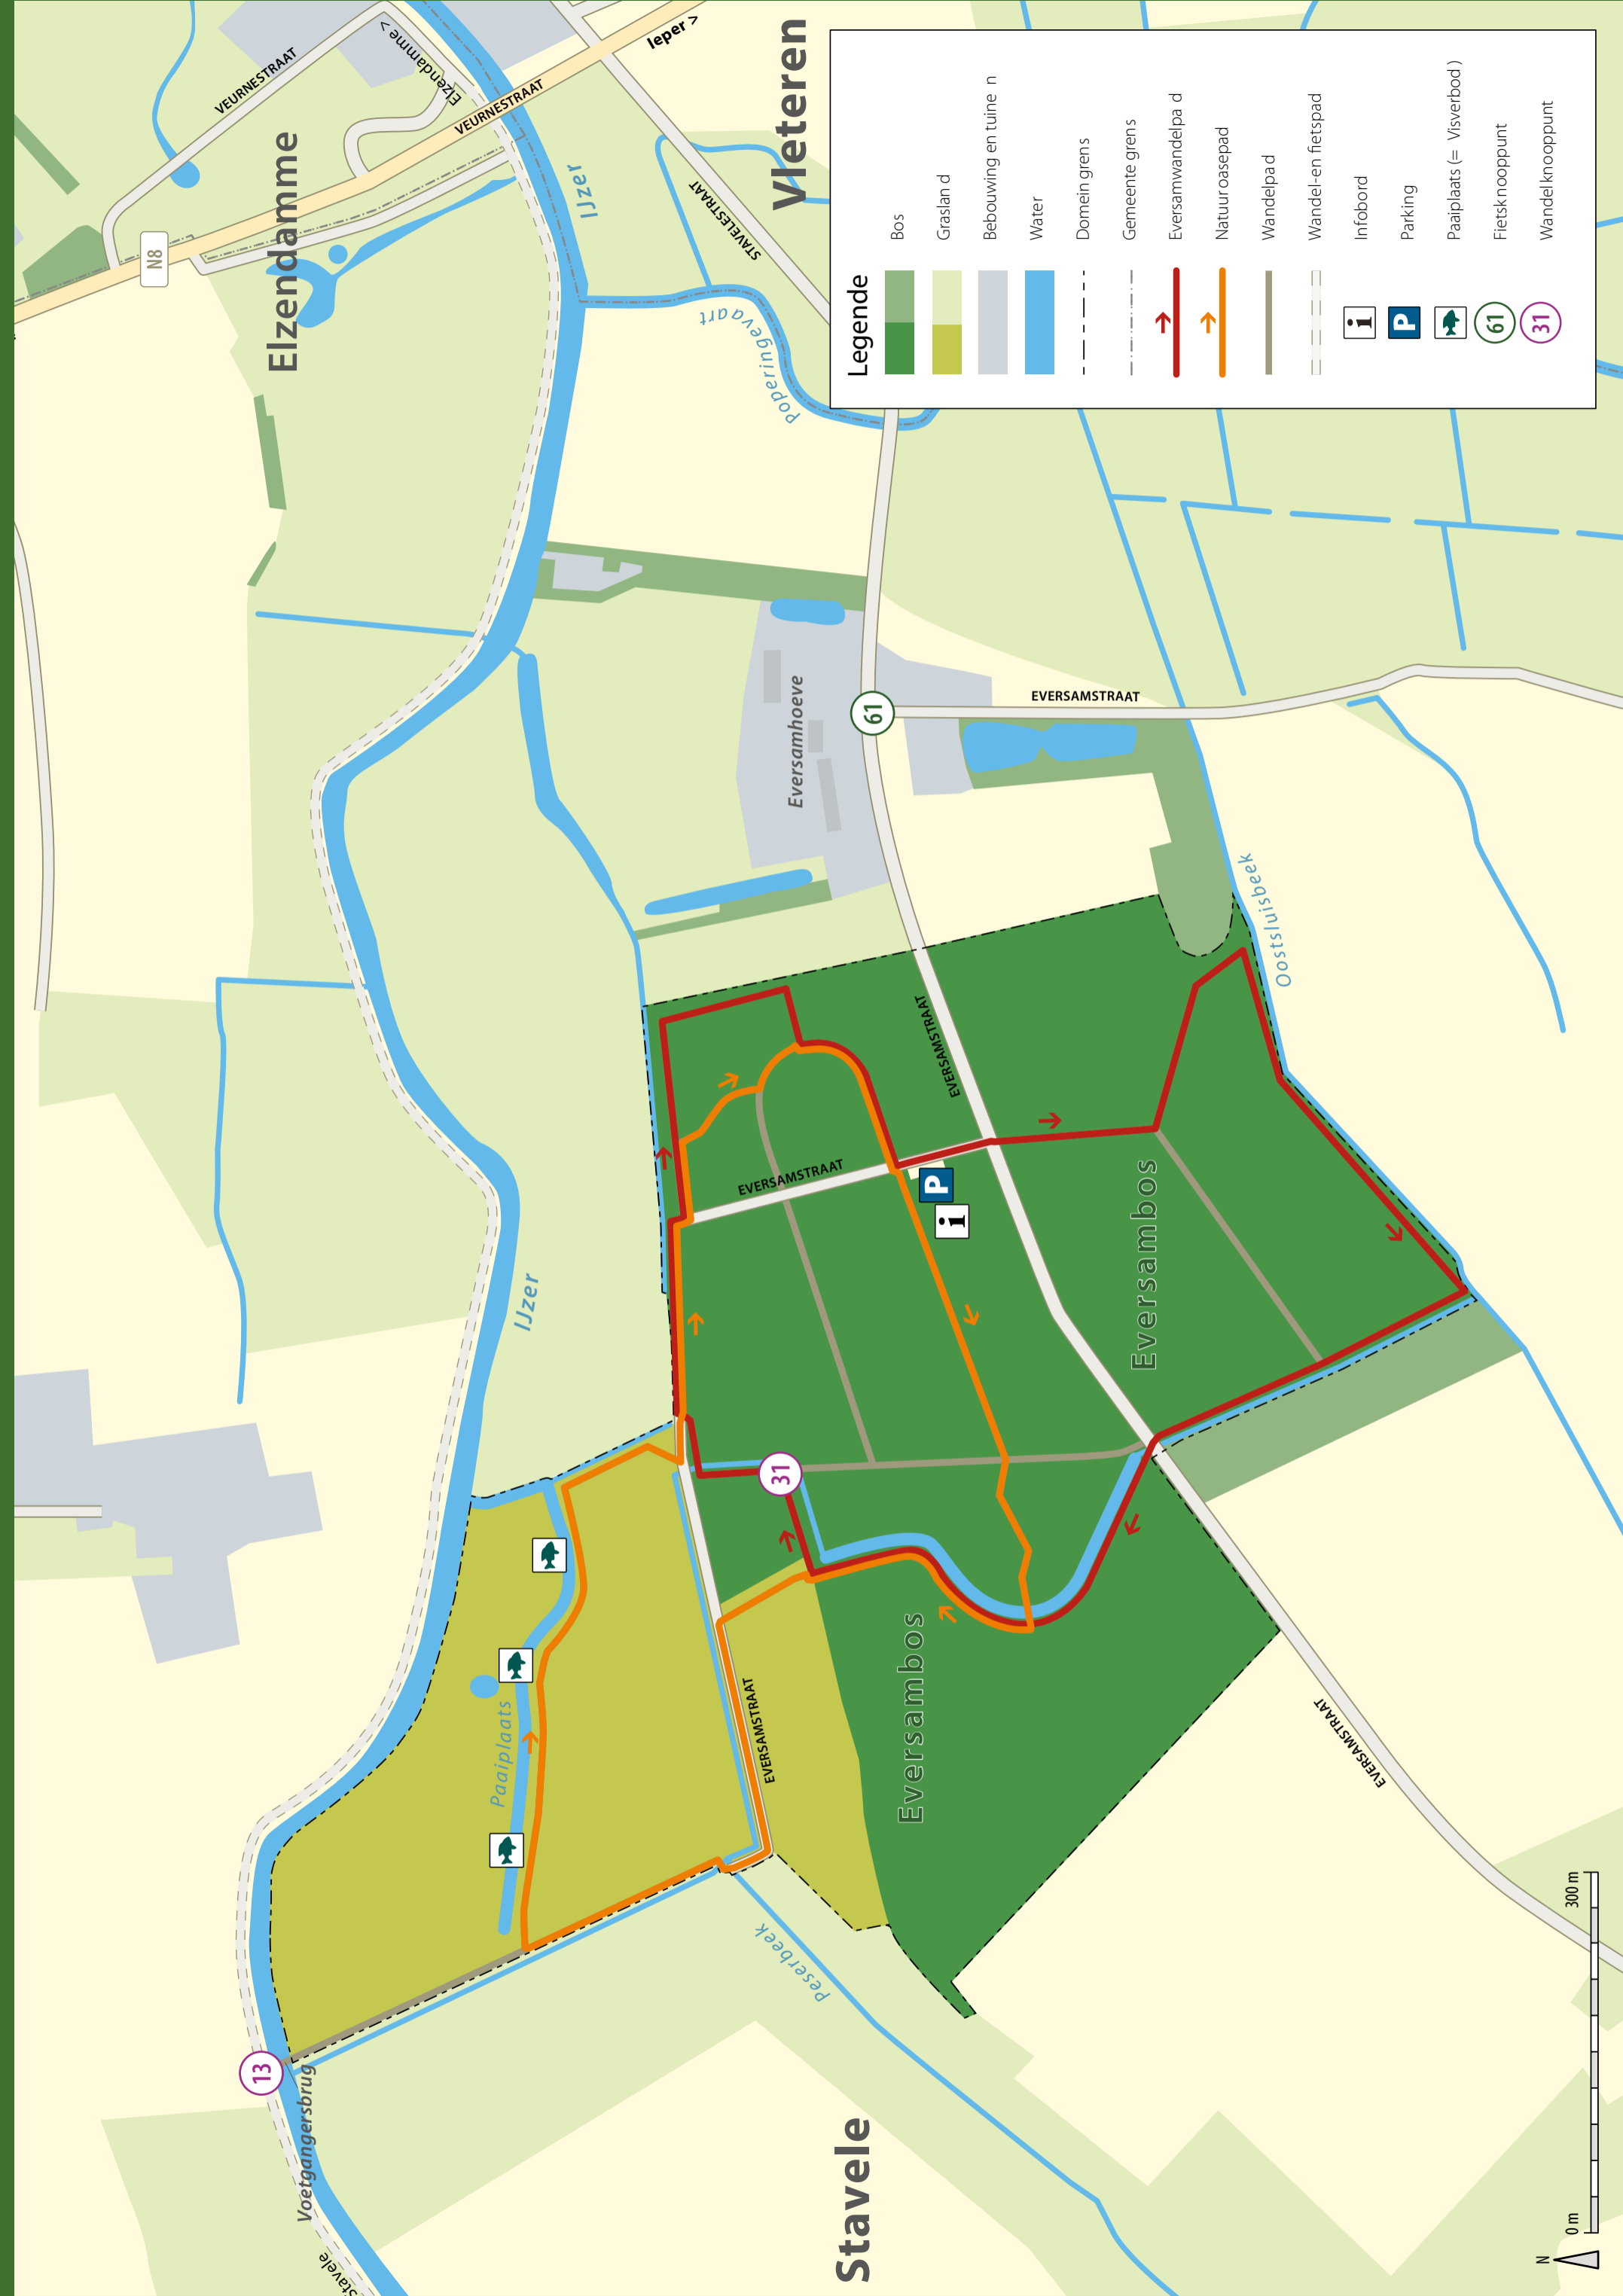 Stavele
Voetgangersbrug
13
Stavele
Peserbeek
Paaiplaats
EVERSAMSTRAAT
Eversambos
EVERSAMSTRAAT
31
IJzer
EVERSAMSTRAAT
P
i
Eversambos
EVERSAMSTRAAT
Oostsluisbeek
Eversamhoeve
61
EVERSAMSTRAAT
Elzendamme
N8
VEURNESTRAAT
VEURNESTRAAT
Elzendamme >
Ieper >
IJzer
Poperingevaart
STAVELESTRAAT
Vleteren
Legende
Bos
Grasland
Bebouwing en tuinen
Water
Domeingrens
Gemeentegrens
Eversamwandelpad
Natuuroasepad
Wandelpad
Wandel-en fietspad
i Infobord
P Parking
Paaiplaats (= Visverbod)
61 Fietsknooppunt
31 Wandelknooppunt
N
0 m 300 m